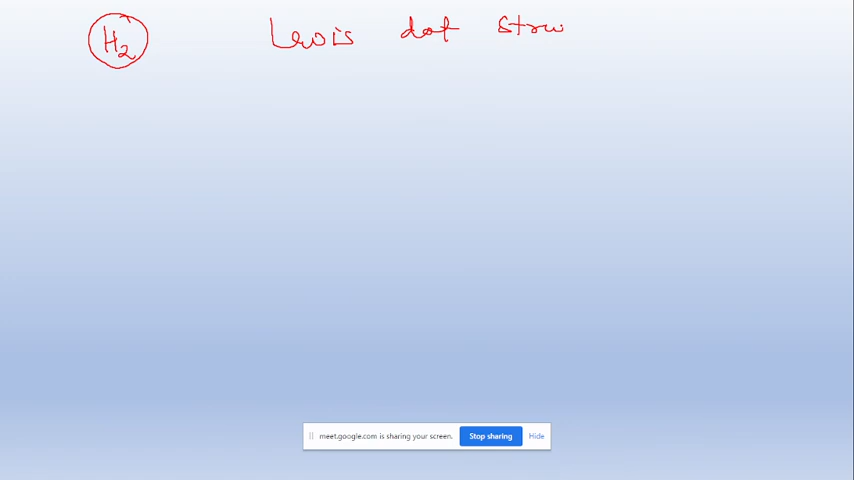 H2 Lewis dot stru
meet.google.com is sharing your screen. Stop sharing Hide